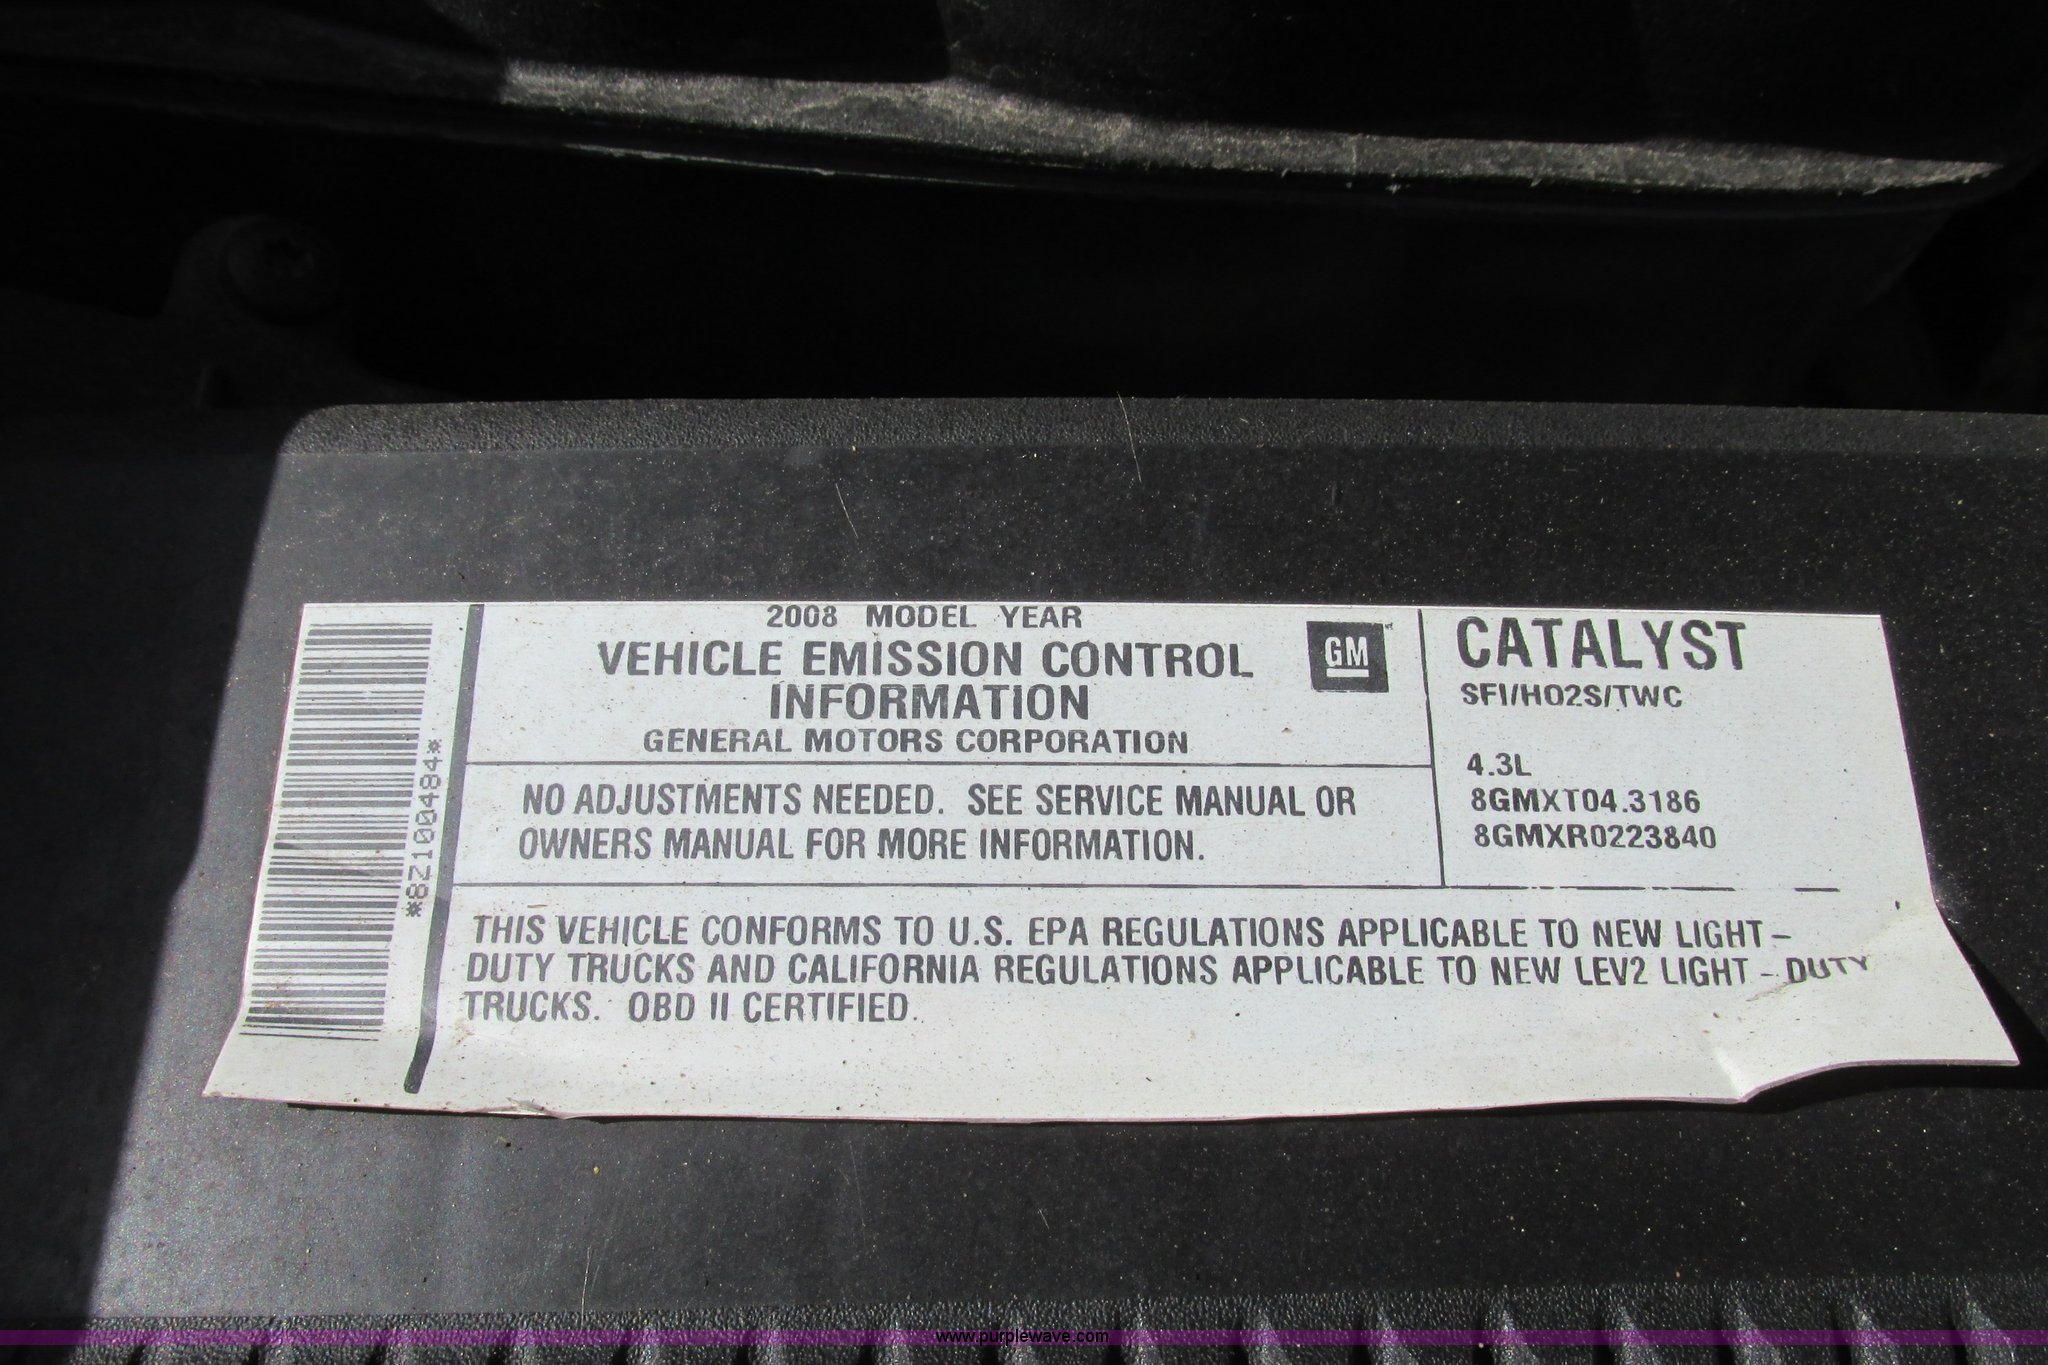 2008 MODEL YEAR
VEHICLE EMISSION CONTROL
INFORMATION
GENERAL MOTORS CORPORATION
GM
NO ADJUSTMENTS NEEDED. SEE SERVICE MANUAL OR
OWNERS MANUAL FOR MORE INFORMATION.
CATALYST
SFI/HO2S/TWC
4.3L
8GMXT04.3186
8GMXR0223840
THIS VEHICLE CONFORMS TO U.S. EPA REGULATIONS APPLICABLE TO NEW LIGHT-
DUTY TRUCKS AND CALIFORNIA REGULATIONS APPLICABLE TO NEW LEV2 LIGHT-DUTY
TRUCKS. OBD II CERTIFIED.
*8Z100484*
www.purplewave.com